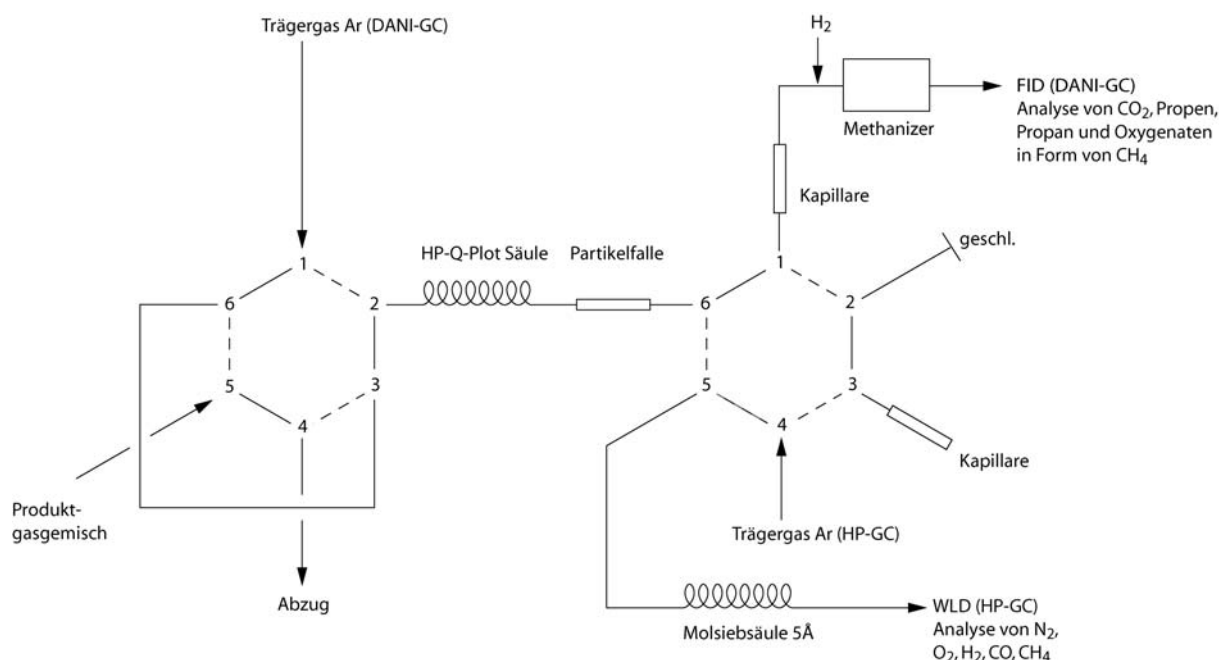 Trägergas Ar (DANI-GC)
H2
FID (DANI-GC)
Analyse von CO2, Propen,
Propan und Oxygenaten
in Form von CH4
Methanizer
Kapillare
geschl.
HP-Q-Plot Säule
Partikelfalle
1
2
3
4
5
6
1
2
3
4
5
6
Kapillare
Produkt-
gasgemisch
Abzug
Trägergas Ar (HP-GC)
Molsiebsäule 5Å
WLD (HP-GC)
Analyse von N2,
O2, H2, CO, CH4